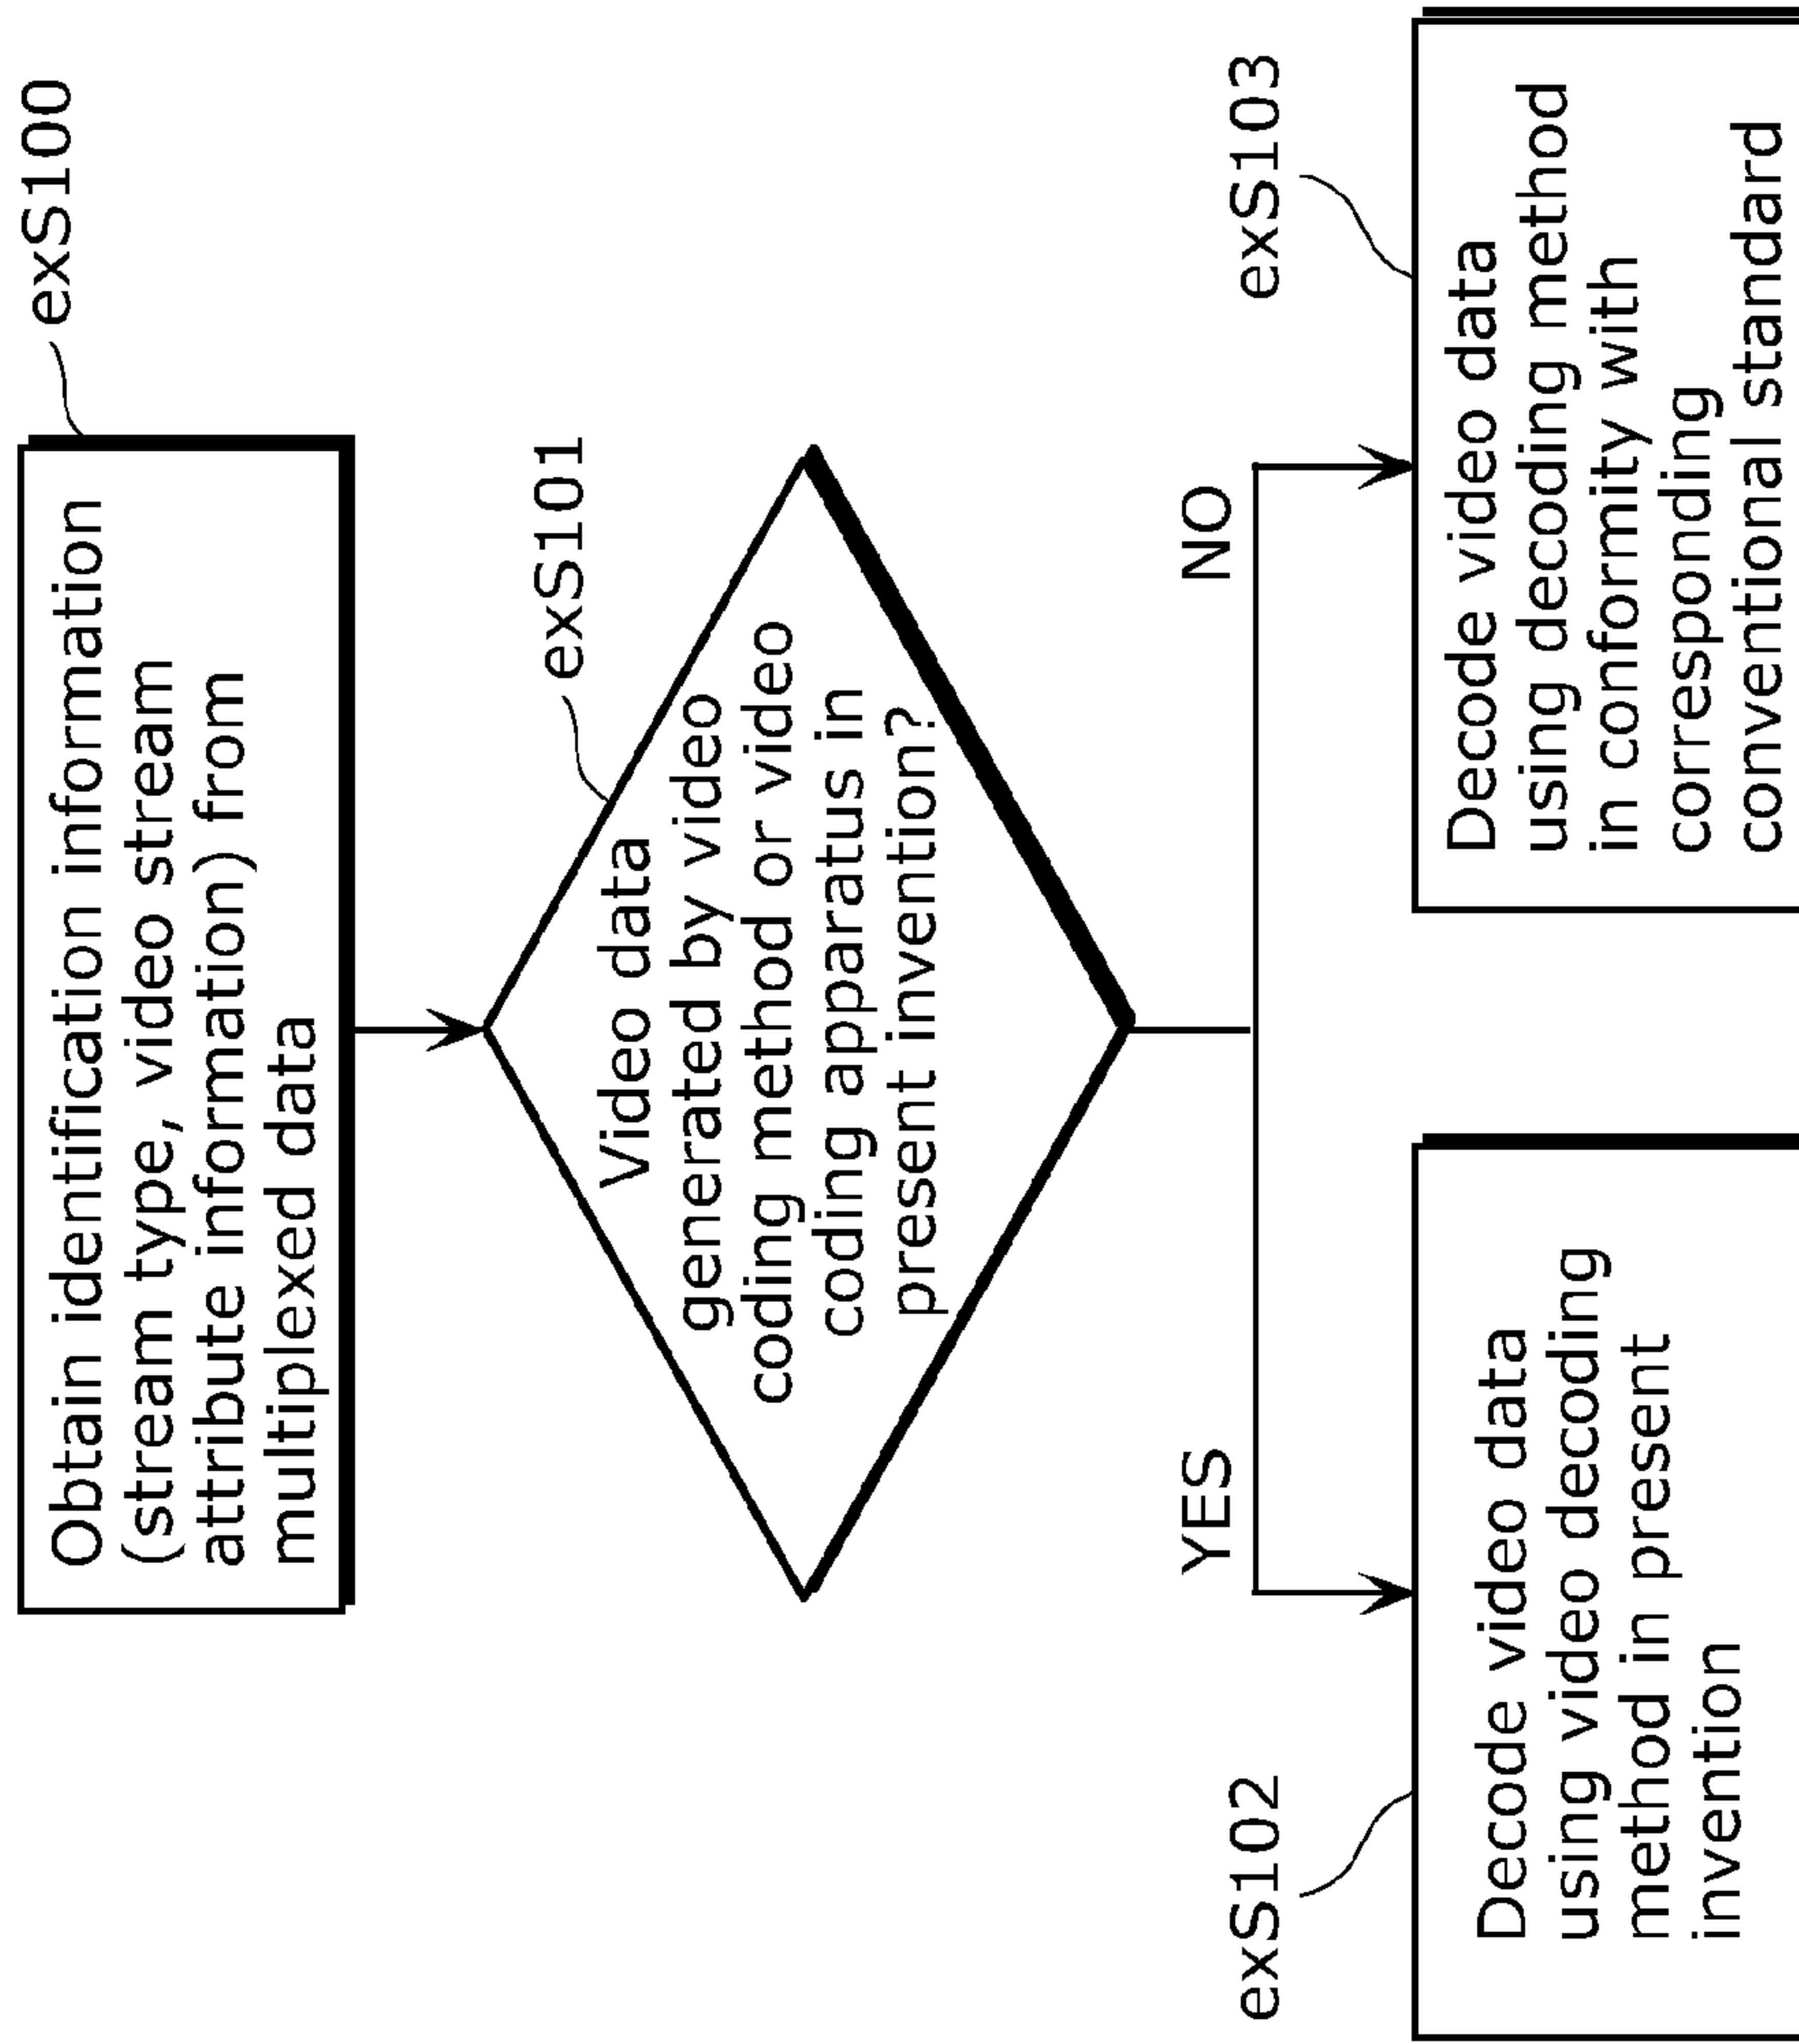 exS100
Obtain identification information
(stream type, video stream
attribute information) from
multiplexed data
exS101
Video data
generated by video
coding method or video
coding apparatus in
present invention?
YES
NO
exS102
Decode video data
using video decoding
method in present
invention
exS103
Decode video data
using decoding method
in conformity with
corresponding
conventional standard